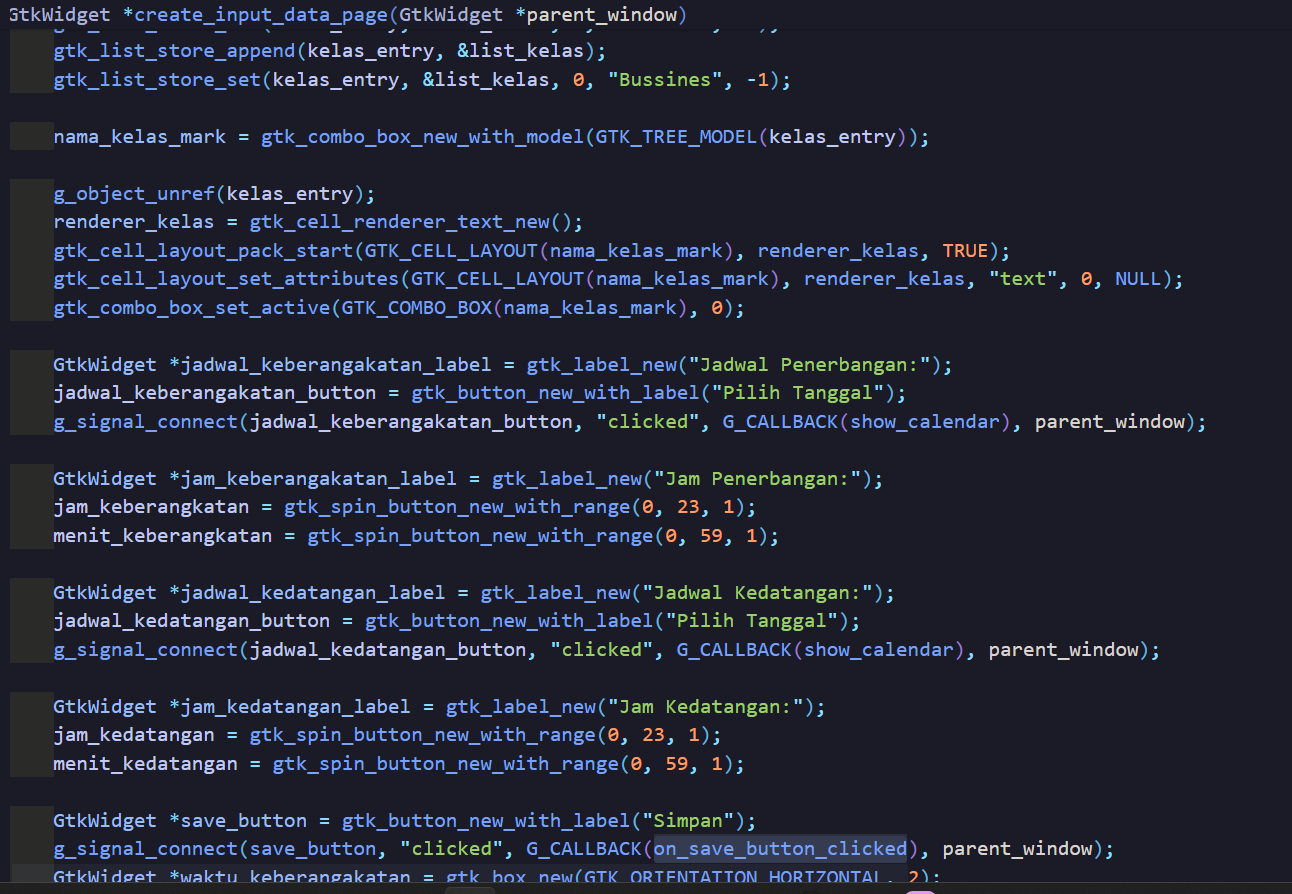 GtkWidget *create_input_data_page(GtkWidget *parent_window)
gtk_list_store_append(kelas_entry, &list_kelas);
gtk_list_store_set(kelas_entry, &list_kelas, 0, "Bussines", -1);
nama_kelas_mark = gtk_combo_box_new_with_model(GTK_TREE_MODEL(kelas_entry));
g_object_unref(kelas_entry);
renderer_kelas = gtk_cell_renderer_text_new();
gtk_cell_layout_pack_start(GTK_CELL_LAYOUT(nama_kelas_mark), renderer_kelas, TRUE);
gtk_cell_layout_set_attributes(GTK_CELL_LAYOUT(nama_kelas_mark), renderer_kelas, "text", 0, NULL);
gtk_combo_box_set_active(GTK_COMBO_BOX(nama_kelas_mark), 0);
GtkWidget *jadwal_keberangakatan_label = gtk_label_new("Jadwal Penerbangan:");
jadwal_keberangakatan_button = gtk_button_new_with_label("Pilih Tanggal");
g_signal_connect(jadwal_keberangakatan_button, "clicked", G_CALLBACK(show_calendar), parent_window);
GtkWidget *jam_keberangakatan_label = gtk_label_new("Jam Penerbangan:");
jam_keberangkatan = gtk_spin_button_new_with_range(0, 23, 1);
menit_keberangkatan = gtk_spin_button_new_with_range(0, 59, 1);
GtkWidget *jadwal_kedatangan_label = gtk_label_new("Jadwal Kedatangan:");
jadwal_kedatangan_button = gtk_button_new_with_label("Pilih Tanggal");
g_signal_connect(jadwal_kedatangan_button, "clicked", G_CALLBACK(show_calendar), parent_window);
GtkWidget *jam_kedatangan_label = gtk_label_new("Jam Kedatangan:");
jam_kedatangan = gtk_spin_button_new_with_range(0, 23, 1);
menit_kedatangan = gtk_spin_button_new_with_range(0, 59, 1);
GtkWidget *save_button = gtk_button_new_with_label("Simpan");
g_signal_connect(save_button, "clicked", G_CALLBACK(on_save_button_clicked), parent_window);
GtkWidget *waktu_keberangkatan = gtk_box_new(GTK_ORIENTATION_HORIZONTAL, 2);